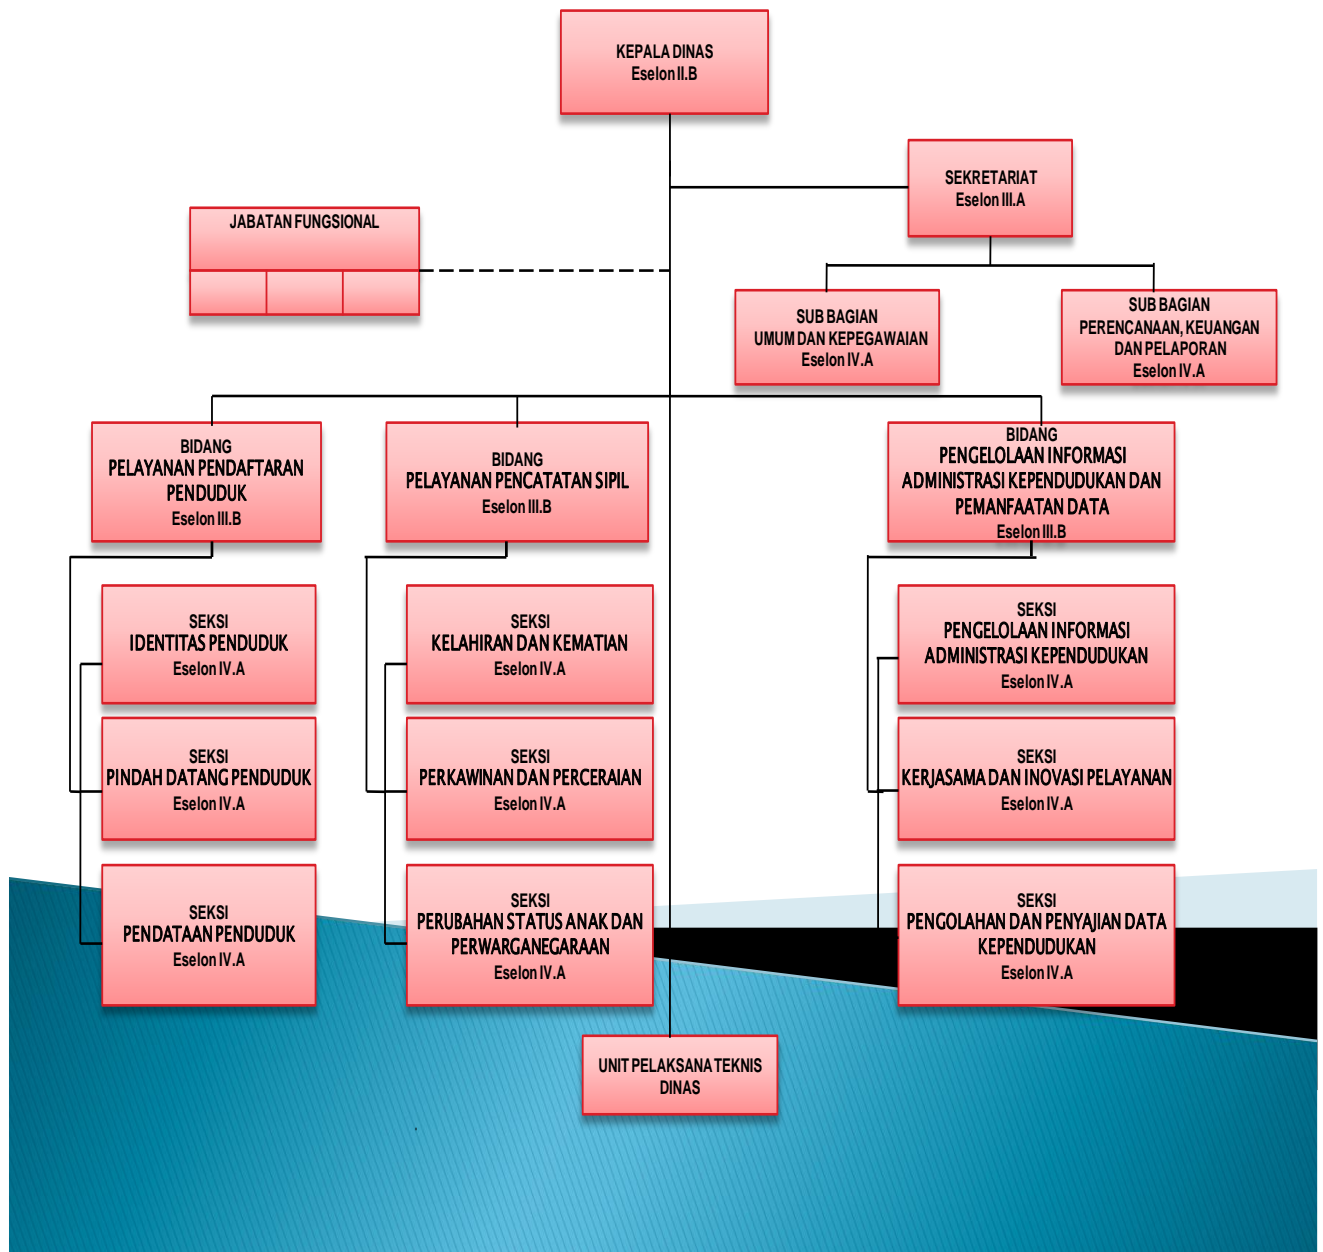 KEPALA DINAS
Eselon II.B
SEKRETARIAT
Eselon III.A
JABATAN FUNGSIONAL
SUB BAGIAN
UMUM DAN KEPEGAWAIAN
Eselon IV.A
SUB BAGIAN
PERENCANAAN, KEUANGAN
DAN PELAPORAN
Eselon IV.A
BIDANG
PELAYANAN PENDAFTARAN
PENDUDUK
Eselon III.B
BIDANG
PELAYANAN PENCATATAN SIPIL
Eselon III.B
BIDANG
PENGELOLAAN INFORMASI
ADMINISTRASI KEPENDUDUKAN DAN
PEMANFAATAN DATA
Eselon III.B
SEKSI
IDENTITAS PENDUDUK
Eselon IV.A
SEKSI
KELAHIRAN DAN KEMATIAN
Eselon IV.A
SEKSI
PENGELOLAAN INFORMASI
ADMINISTRASI KEPENDUDUKAN
Eselon IV.A
SEKSI
PINDAH DATANG PENDUDUK
Eselon IV.A
SEKSI
PERKAWINAN DAN PERCERAIAN
Eselon IV.A
SEKSI
KERJASAMA DAN INOVASI PELAYANAN
Eselon IV.A
SEKSI
PENDATAAN PENDUDUK
Eselon IV.A
SEKSI
PERUBAHAN STATUS ANAK DAN
PERWARGANEGARAAN
Eselon IV.A
SEKSI
PENGOLAHAN DAN PENYAJIAN DATA
KEPENDUDUKAN
Eselon IV.A
UNIT PELAKSANA TEKNIS
DINAS